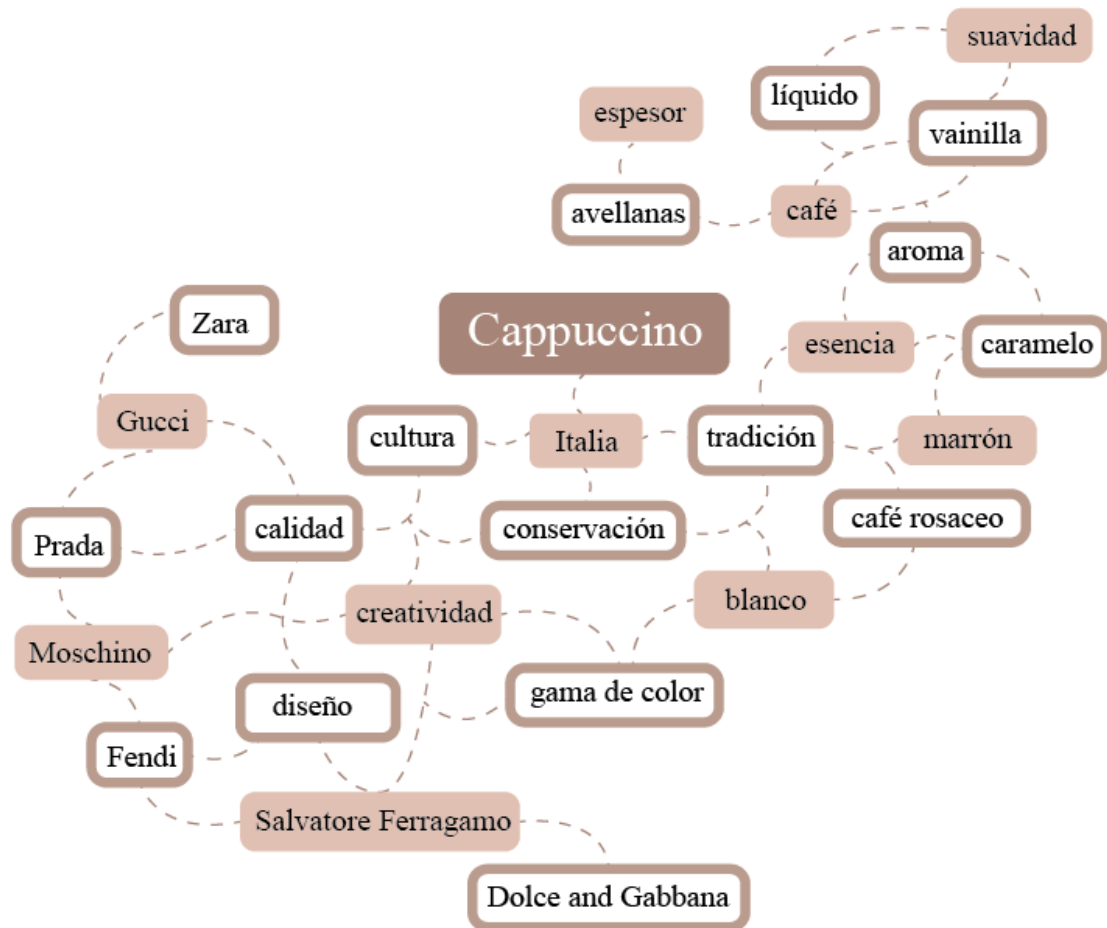 suavidad
líquido
espesor
vainilla
avellanas
café
aroma
Zara
Cappuccino
esencia
caramelo
Gucci
cultura
Italia
tradición
marrón
Prada
calidad
conservación
café rosaceo
creatividad
blanco
Moschino
diseño
gama de color
Fendi
Salvatore Ferragamo
Dolce and Gabbana